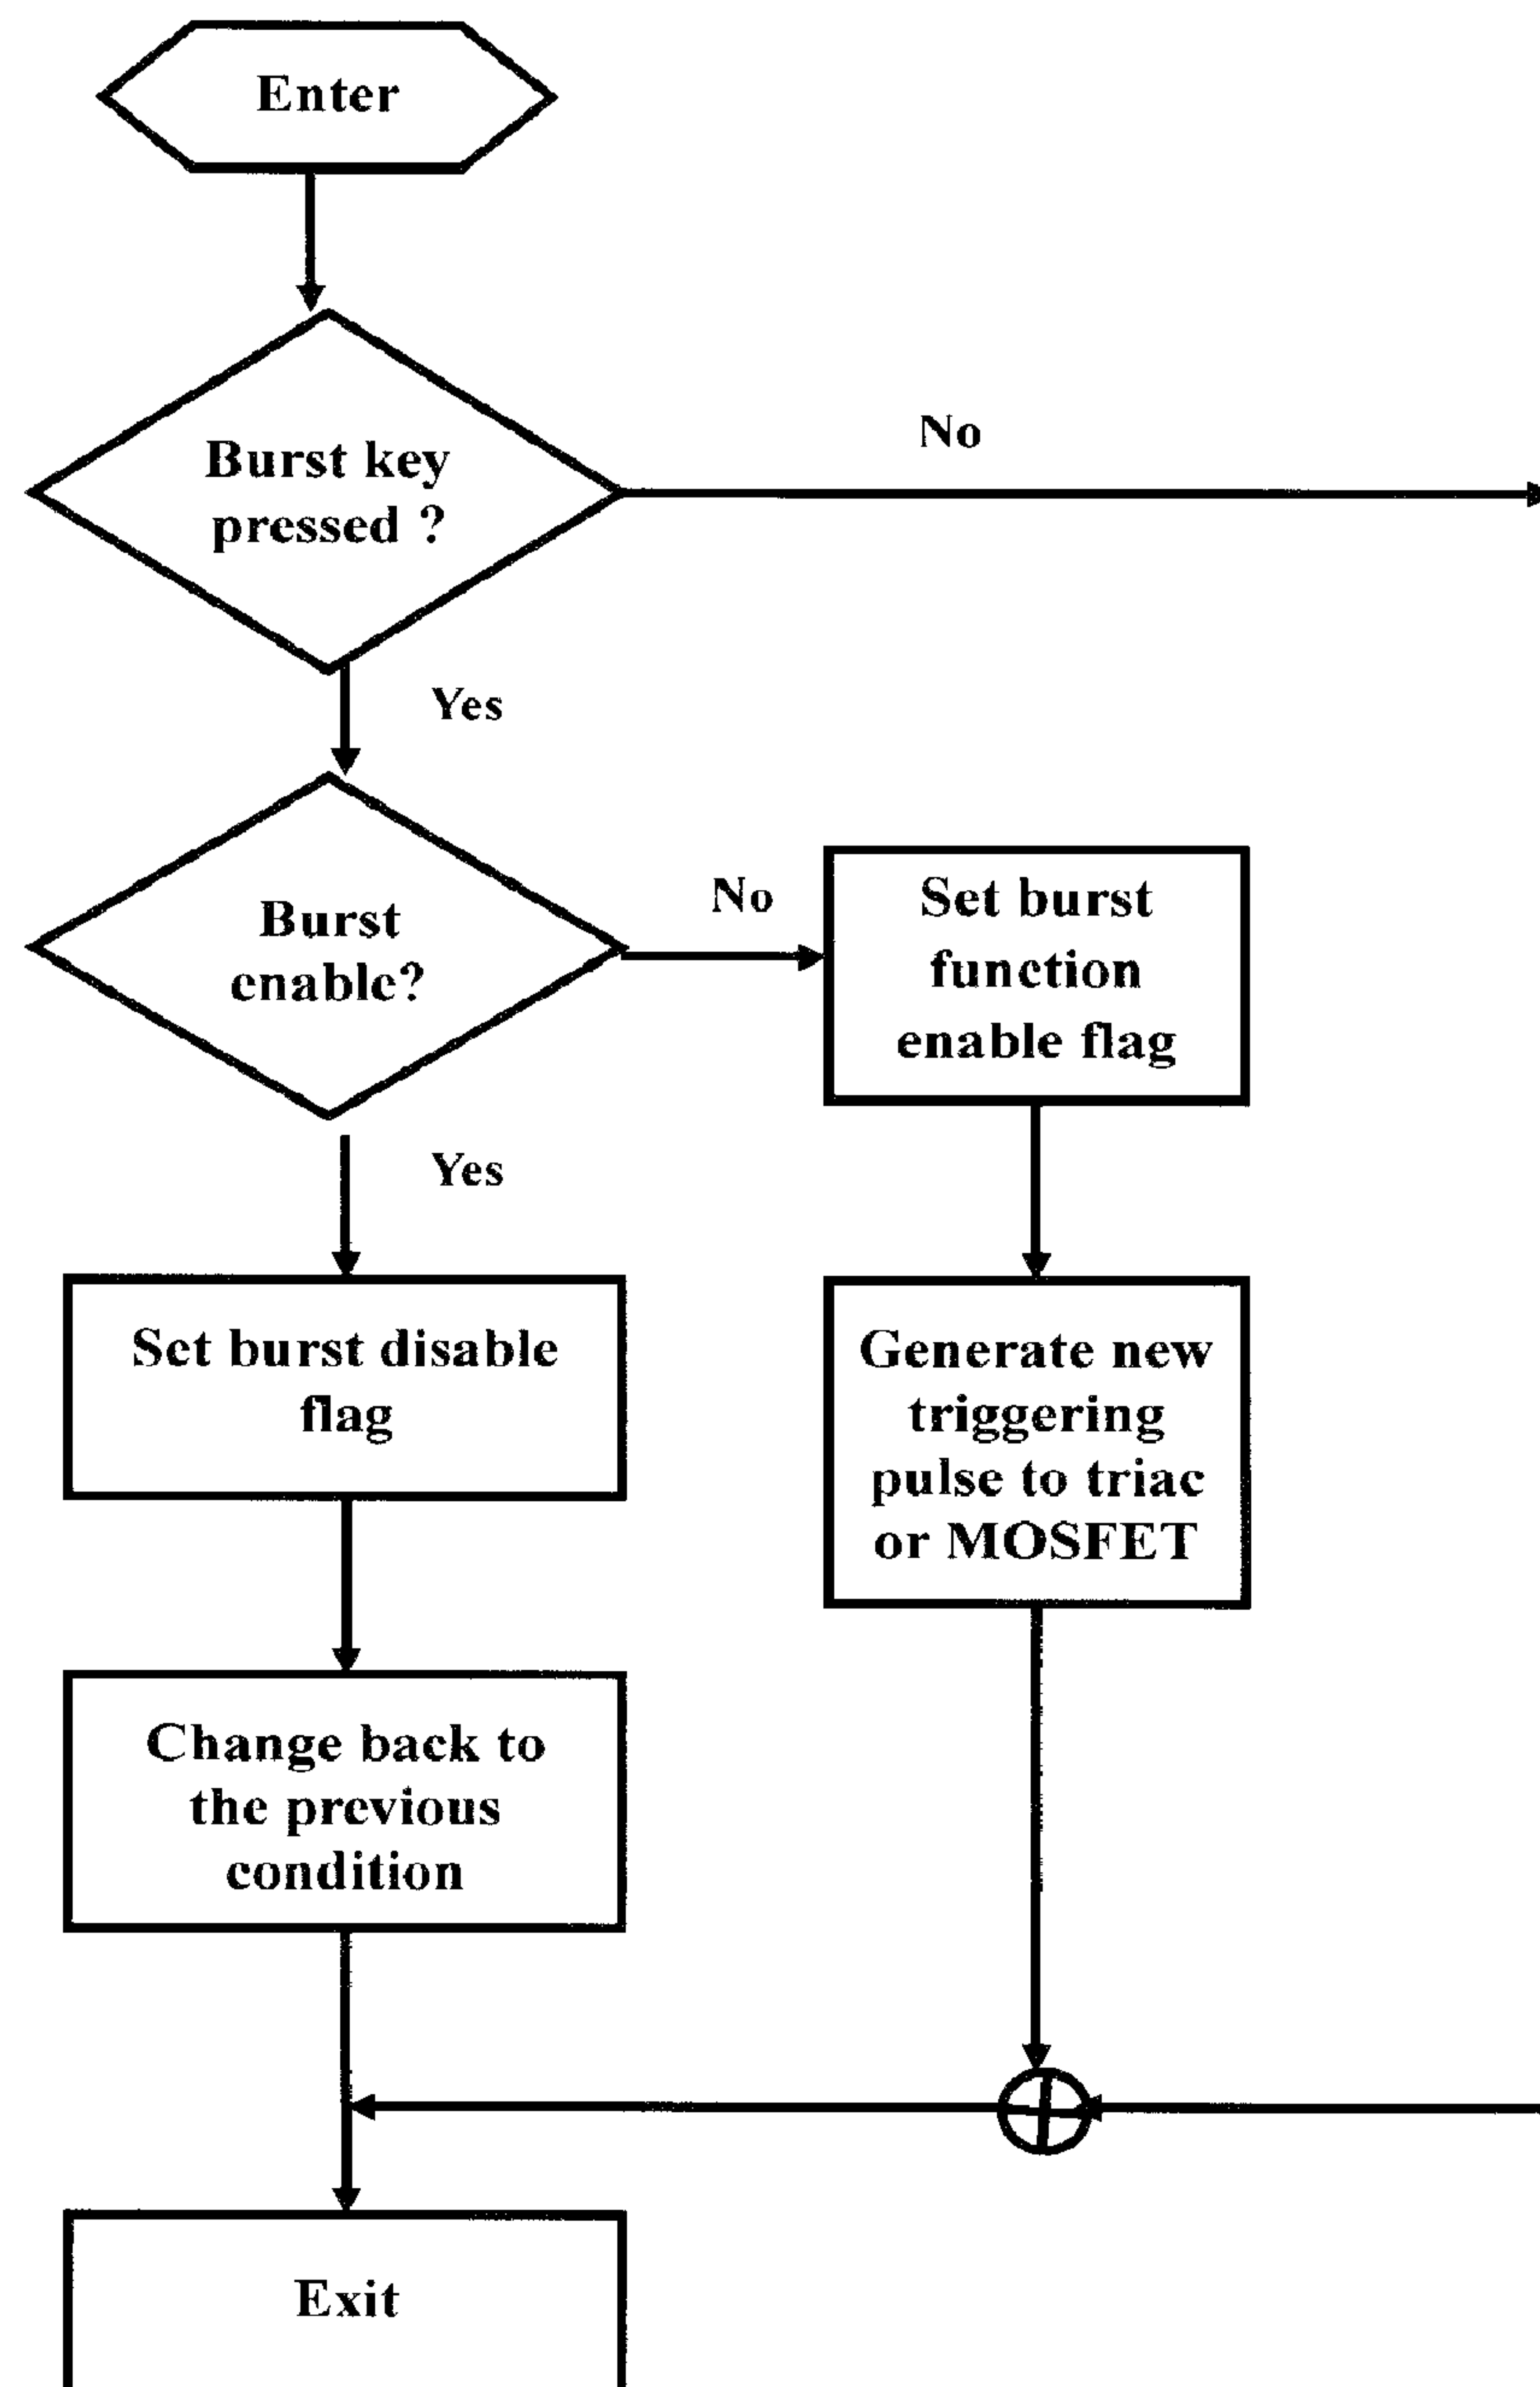 Enter
Burst key
pressed ?
No
Yes
Burst
enable?
No
Set burst
function
enable flag
Yes
Set burst disable
flag
Generate new
triggering
pulse to triac
or MOSFET
Change back to
the previous
condition
Exit